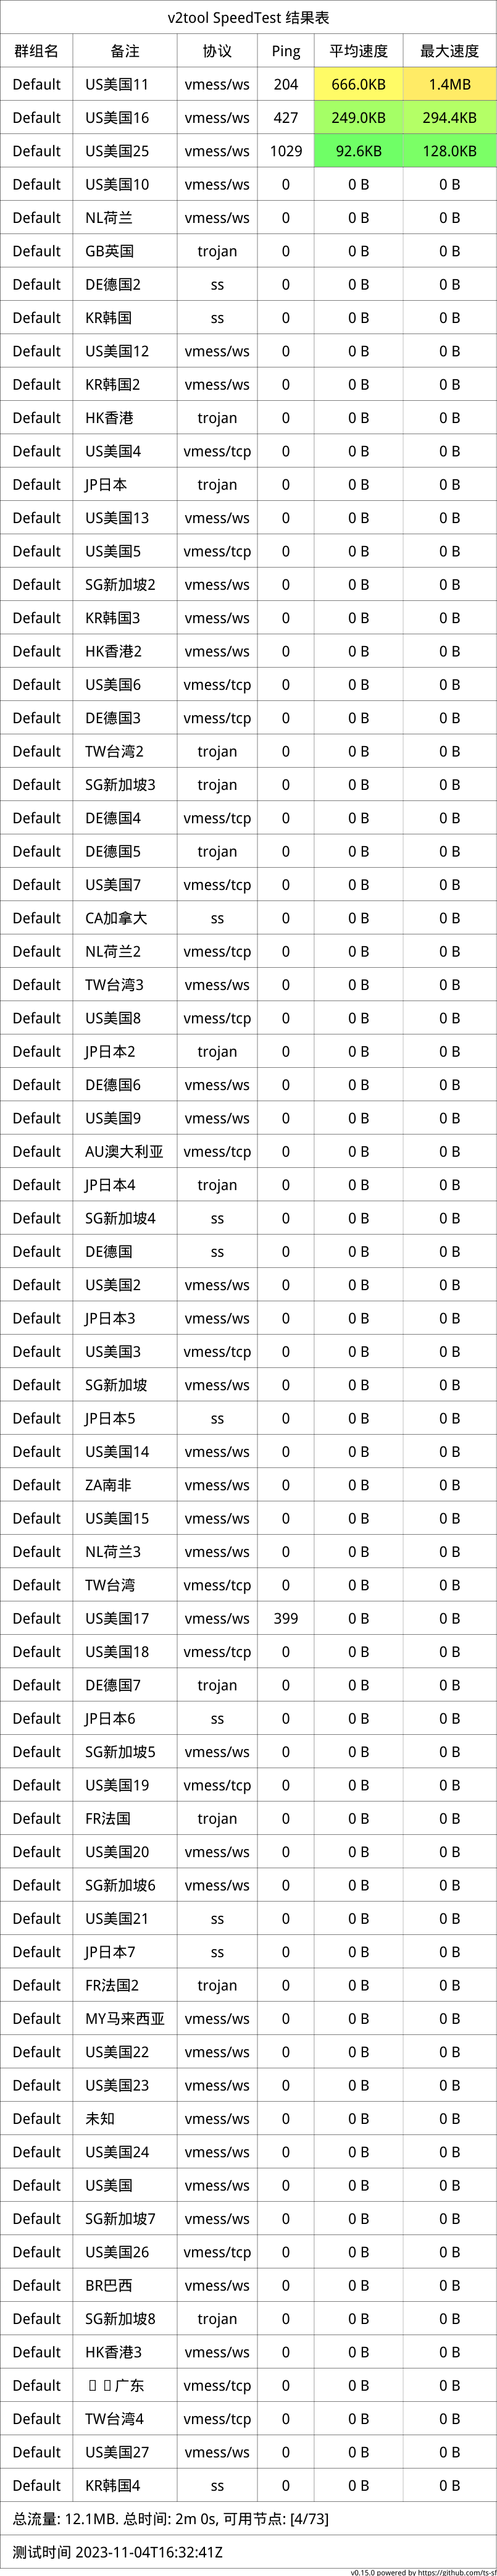 v2tool SpeedTest 结果表
群组名 备注 协议 Ping 平均速度 最大速度
Default US美国11 vmess/ws 204 666.0KB 1.4MB
Default US美国16 vmess/ws 427 249.0KB 294.4KB
Default US美国25 vmess/ws 1029 92.6KB 128.0KB
Default US美国10 vmess/ws 0 0 B 0 B
Default NL荷兰 vmess/ws 0 0 B 0 B
Default GB英国 trojan 0 0 B 0 B
Default DE德国2 ss 0 0 B 0 B
Default KR韩国 ss 0 0 B 0 B
Default US美国12 vmess/ws 0 0 B 0 B
Default KR韩国2 vmess/ws 0 0 B 0 B
Default HK香港 trojan 0 0 B 0 B
Default US美国4 vmess/tcp 0 0 B 0 B
Default JP日本 trojan 0 0 B 0 B
Default US美国13 vmess/ws 0 0 B 0 B
Default US美国5 vmess/tcp 0 0 B 0 B
Default SG新加坡2 vmess/ws 0 0 B 0 B
Default KR韩国3 vmess/ws 0 0 B 0 B
Default HK香港2 vmess/ws 0 0 B 0 B
Default US美国6 vmess/tcp 0 0 B 0 B
Default DE德国3 vmess/tcp 0 0 B 0 B
Default TW台湾2 trojan 0 0 B 0 B
Default SG新加坡3 trojan 0 0 B 0 B
Default DE德国4 vmess/tcp 0 0 B 0 B
Default DE德国5 trojan 0 0 B 0 B
Default US美国7 vmess/tcp 0 0 B 0 B
Default CA加拿大 ss 0 0 B 0 B
Default NL荷兰2 vmess/tcp 0 0 B 0 B
Default TW台湾3 vmess/ws 0 0 B 0 B
Default US美国8 vmess/tcp 0 0 B 0 B
Default JP日本2 trojan 0 0 B 0 B
Default DE德国6 vmess/ws 0 0 B 0 B
Default US美国9 vmess/ws 0 0 B 0 B
Default AU澳大利亚 vmess/tcp 0 0 B 0 B
Default JP日本4 trojan 0 0 B 0 B
Default SG新加坡4 ss 0 0 B 0 B
Default DE德国 ss 0 0 B 0 B
Default US美国2 vmess/ws 0 0 B 0 B
Default JP日本3 vmess/ws 0 0 B 0 B
Default US美国3 vmess/tcp 0 0 B 0 B
Default SG新加坡 vmess/ws 0 0 B 0 B
Default JP日本5 ss 0 0 B 0 B
Default US美国14 vmess/ws 0 0 B 0 B
Default ZA南非 vmess/ws 0 0 B 0 B
Default US美国15 vmess/ws 0 0 B 0 B
Default NL荷兰3 vmess/ws 0 0 B 0 B
Default TW台湾 vmess/tcp 0 0 B 0 B
Default US美国17 vmess/ws 399 0 B 0 B
Default US美国18 vmess/tcp 0 0 B 0 B
Default DE德国7 trojan 0 0 B 0 B
Default JP日本6 ss 0 0 B 0 B
Default SG新加坡5 vmess/ws 0 0 B 0 B
Default US美国19 vmess/tcp 0 0 B 0 B
Default FR法国 trojan 0 0 B 0 B
Default US美国20 vmess/ws 0 0 B 0 B
Default SG新加坡6 vmess/ws 0 0 B 0 B
Default US美国21 ss 0 0 B 0 B
Default JP日本7 ss 0 0 B 0 B
Default FR法国2 trojan 0 0 B 0 B
Default MY马来西亚 vmess/ws 0 0 B 0 B
Default US美国22 vmess/ws 0 0 B 0 B
Default US美国23 vmess/ws 0 0 B 0 B
Default 未知 vmess/ws 0 0 B 0 B
Default US美国24 vmess/ws 0 0 B 0 B
Default US美国 vmess/ws 0 0 B 0 B
Default SG新加坡7 vmess/ws 0 0 B 0 B
Default US美国26 vmess/tcp 0 0 B 0 B
Default BR巴西 vmess/ws 0 0 B 0 B
Default SG新加坡8 trojan 0 0 B 0 B
Default HK香港3 vmess/ws 0 0 B 0 B
Default 广东 vmess/tcp 0 0 B 0 B
Default TW台湾4 vmess/tcp 0 0 B 0 B
Default US美国27 vmess/ws 0 0 B 0 B
Default KR韩国4 ss 0 0 B 0 B
总流量: 12.1MB. 总时间: 2m 0s, 可用节点: [4/73]
测试时间 2023-11-04T16:32:41Z
v0.15.0 powered by https://github.com/ts-sf